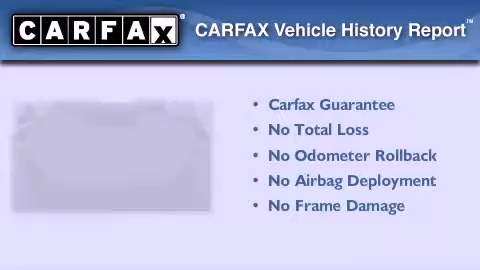 CARFAX® CARFAX Vehicle History Report™
• Carfax Guarantee
• No Total Loss
• No Odometer Rollback
• No Airbag Deployment
• No Frame Damage